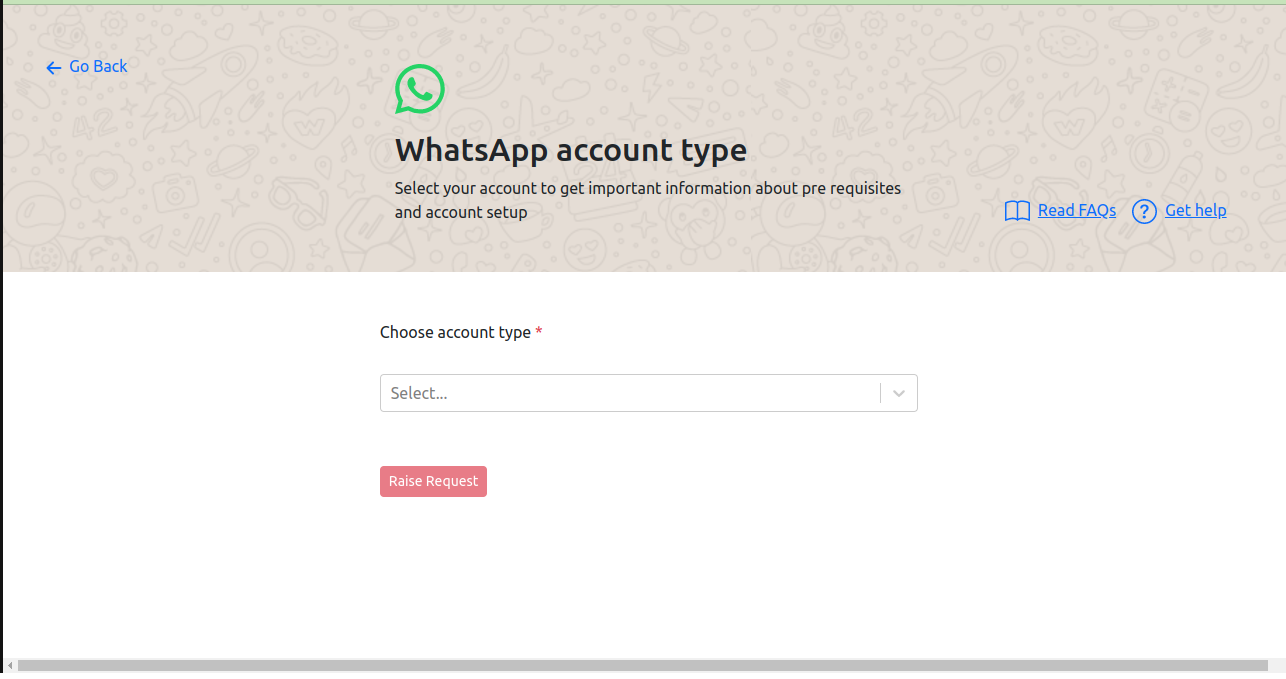 Go Back
WhatsApp account type
Select your account to get important information about pre requisites
and account setup
Read FAQs
Get help
Choose account type *
Select...
Raise Request